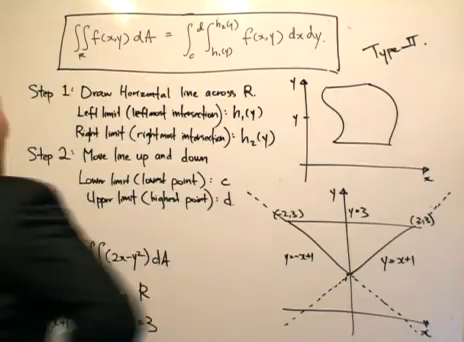 ∬_R f(x,y) dA = ∫_c^d ∫_{h₁(y)}^{h₂(y)} f(x,y) dx dy.
Type-II.
Step 1: Draw Horizontal line across R.
Left limit (leftmost intersection): h₁(y)
Right limit (rightmost intersection): h₂(y)
Step 2: Move line up and down
Lower limit (lowest point): c
Upper limit (highest point): d.
∫(2x-y²)dA
R
=3
y
y
x
y
(-2,3)
y=3
(2,3)
y=-x+1
y=x+1
x